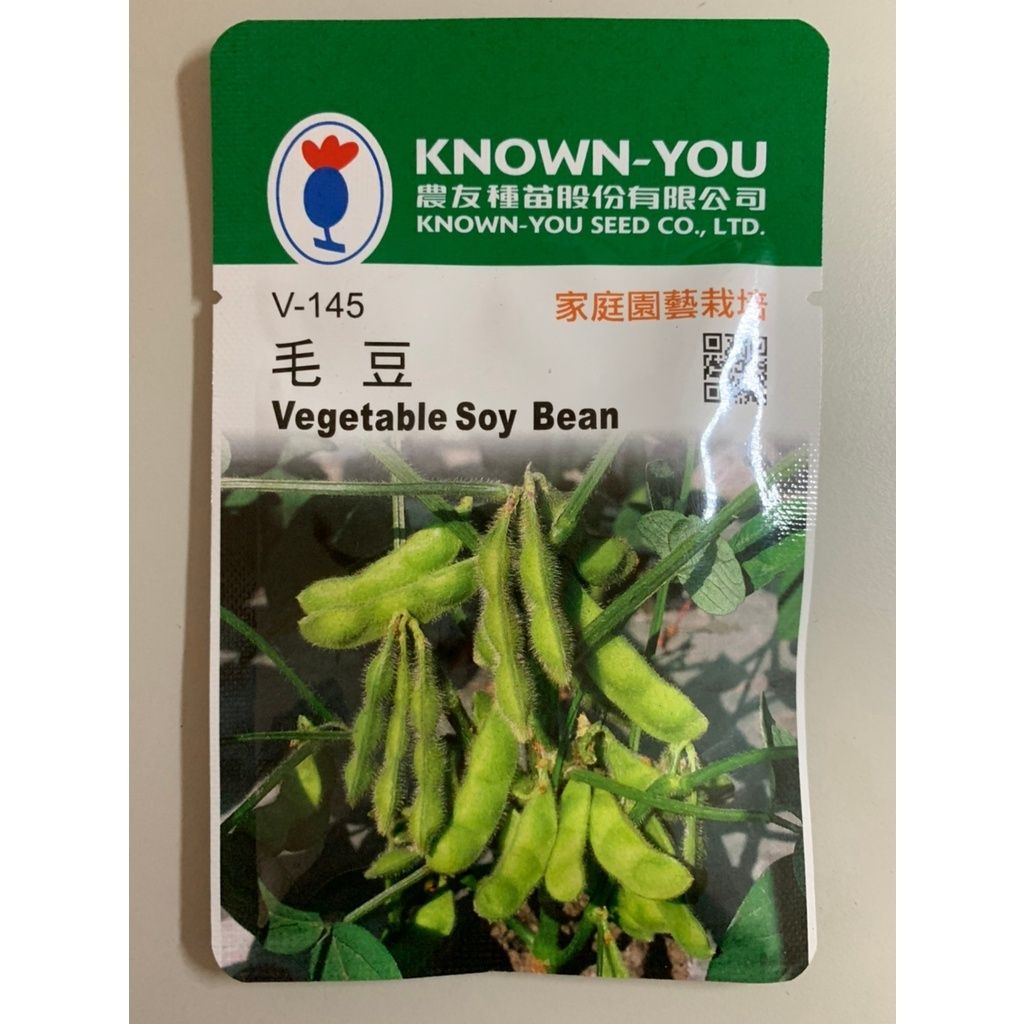 KNOWN-YOU
農友種苗股份有限公司
KNOWN-YOU SEED CO., LTD.
V-145
家庭園藝栽培
毛豆
Vegetable Soy Bean